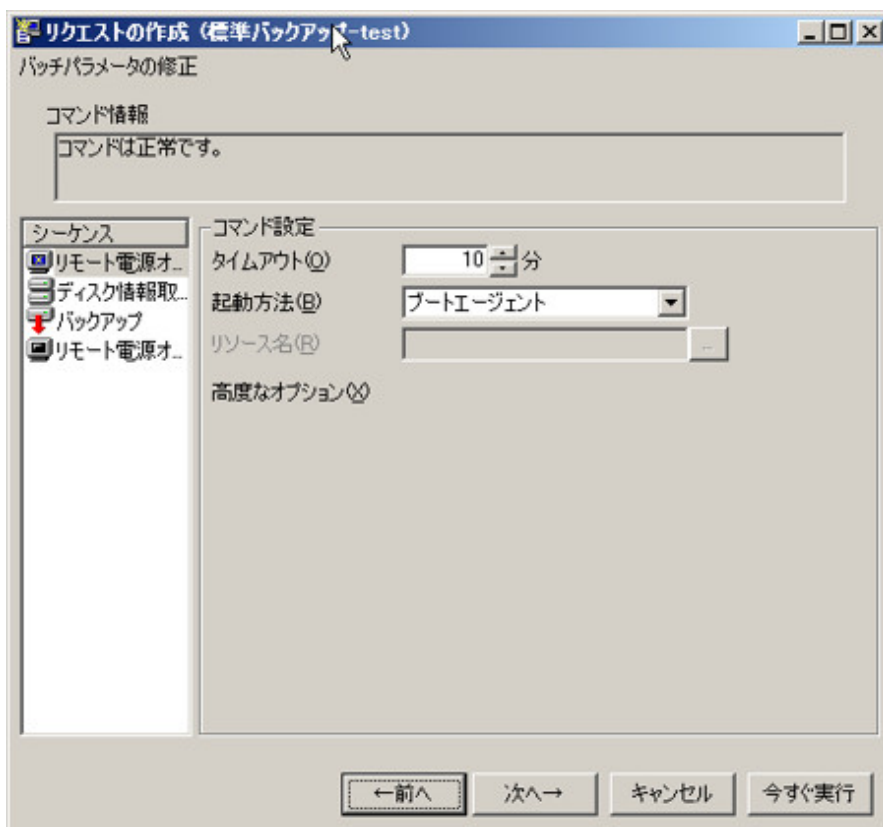 リクエストの作成 (標準バックアップ-test)
バッチパラメータの修正
コマンド情報
コマンドは正常です。
シーケンス
リモート電源オ...
ディスク情報取...
バックアップ
リモート電源オ...
コマンド設定
タイムアウト(O) 10 分
起動方法(B) ブートエージェント
リソース名(R) ...
高度なオプション(X)
←前へ 次へ→ キャンセル 今すぐ実行